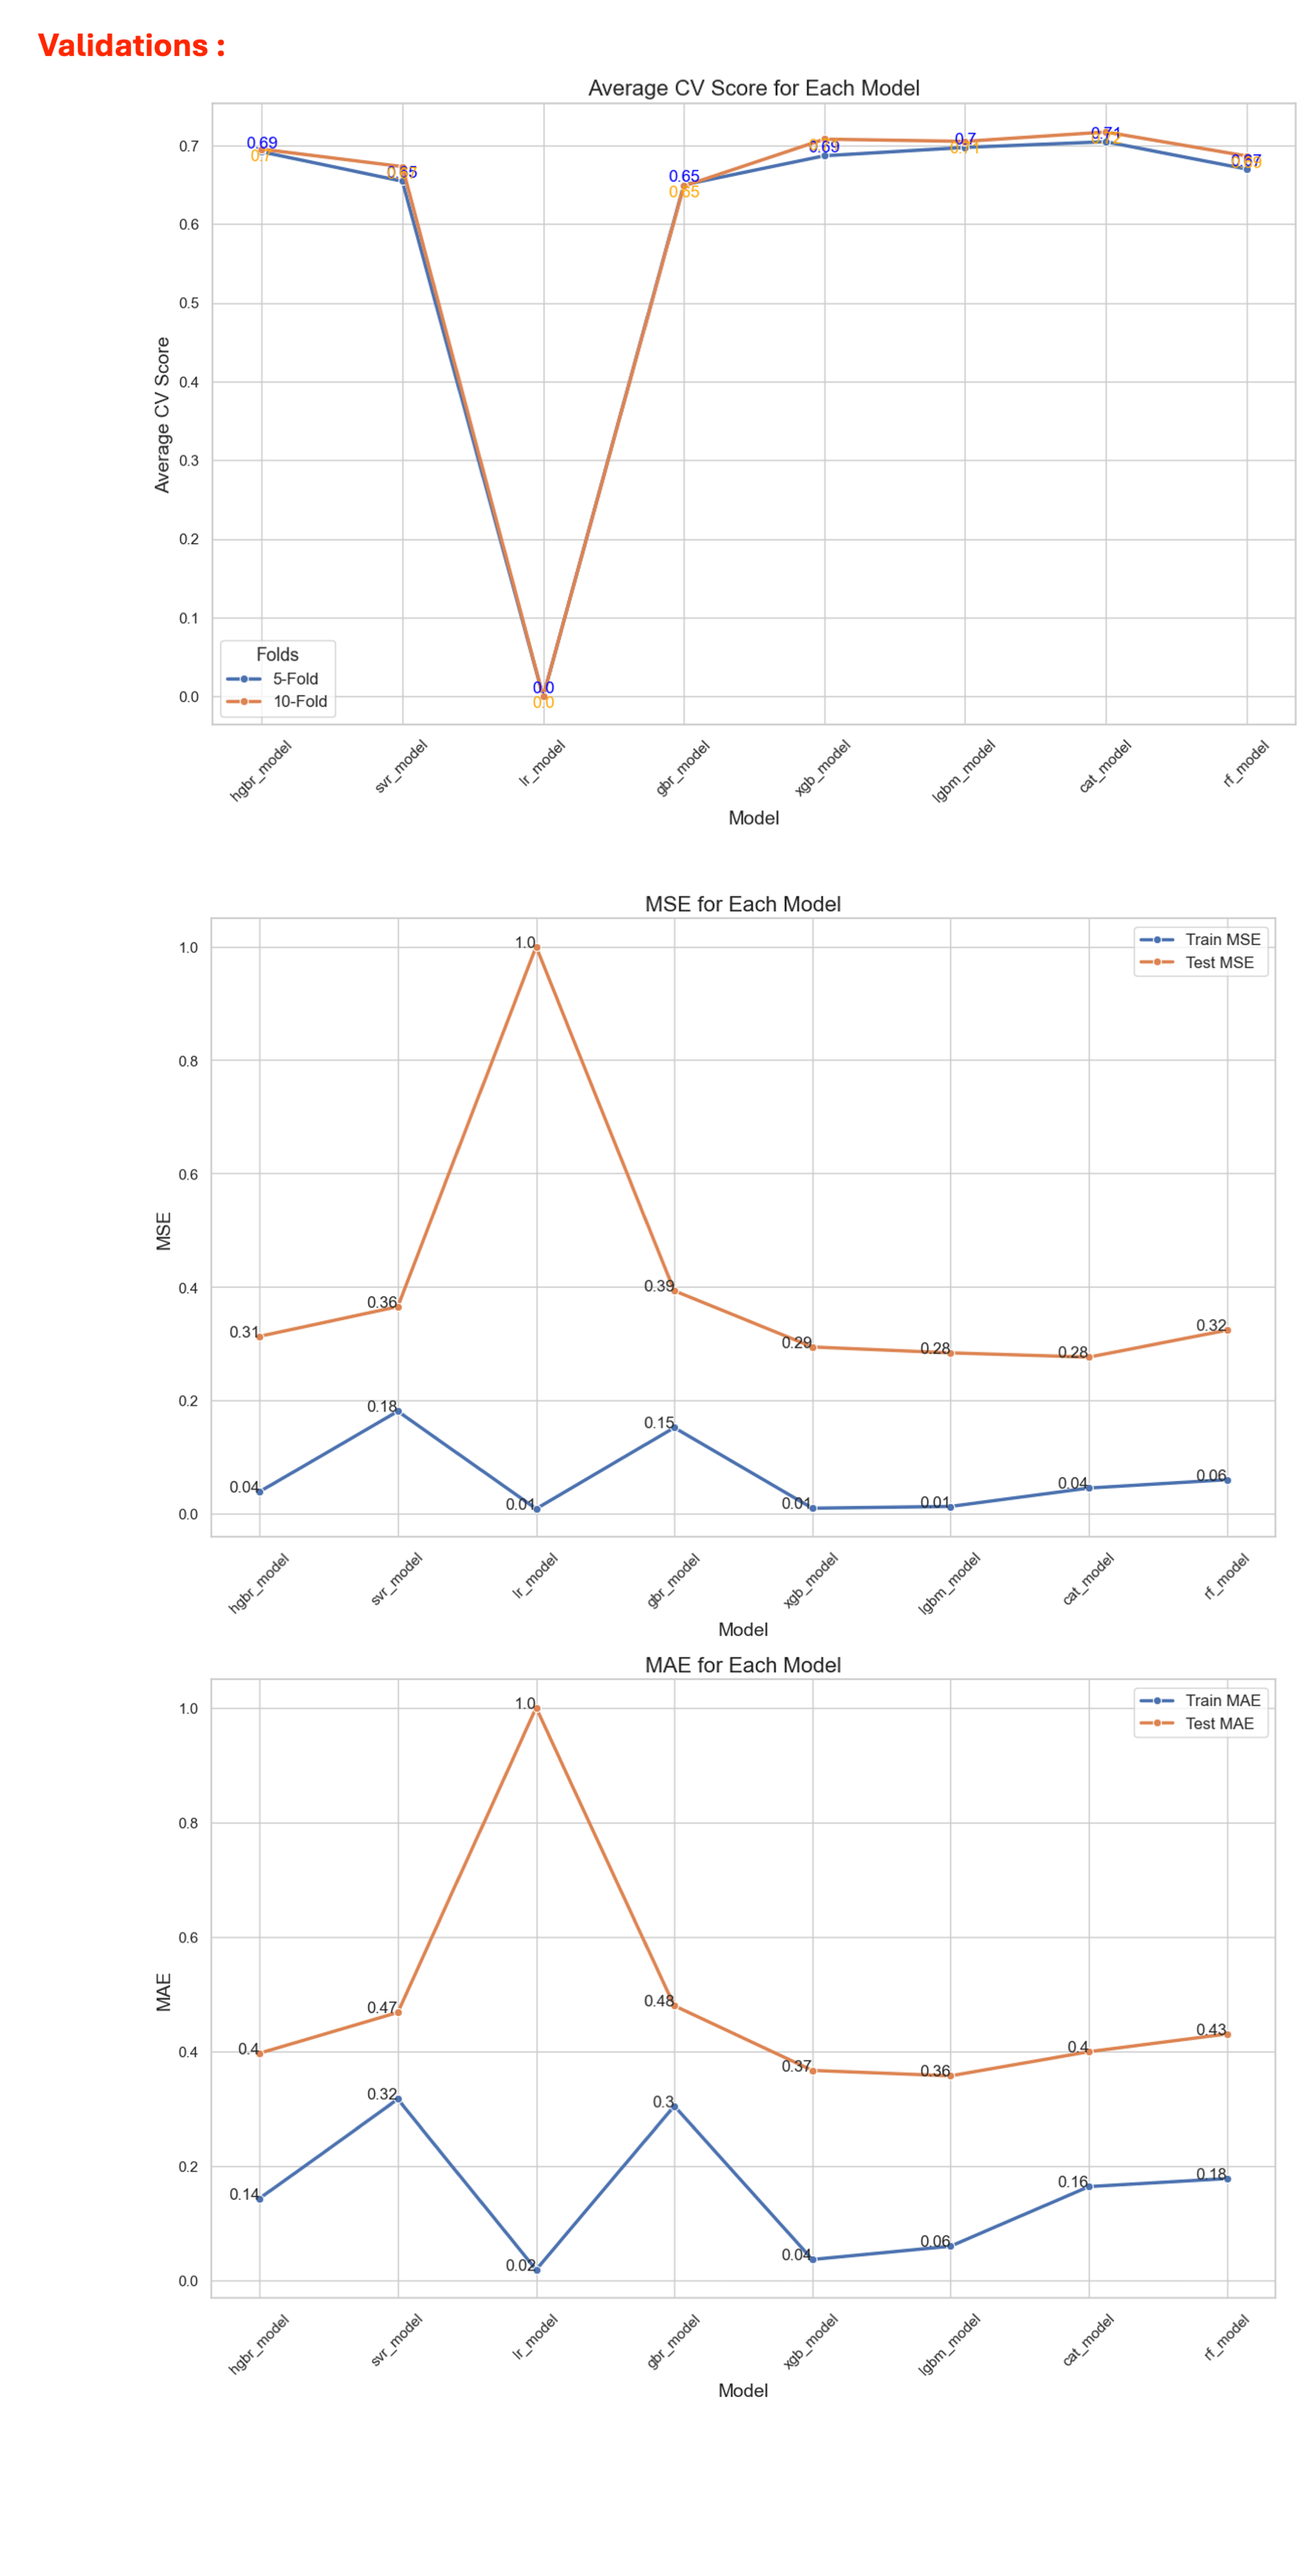 Validations :
Average CV Score for Each Model
Average CV Score
0.7
0.6
0.5
0.4
0.3
0.2
0.1
0.0
0.69
0.7
0.65
0.0
0.0
0.65
0.65
0.69
0.7
0.71
0.71
0.67
Folds
5-Fold
10-Fold
hgbr_model
svr_model
lr_model
gbr_model
xgb_model
lgbm_model
cat_model
rf_model
Model
MSE for Each Model
MSE
1.0
0.8
0.6
0.4
0.2
0.0
Train MSE
Test MSE
1.0
0.31
0.36
0.39
0.29
0.28
0.28
0.32
0.04
0.18
0.01
0.15
0.01
0.01
0.04
0.06
hgbr_model
svr_model
lr_model
gbr_model
xgb_model
lgbm_model
cat_model
rf_model
Model
MAE for Each Model
MAE
1.0
0.8
0.6
0.4
0.2
0.0
Train MAE
Test MAE
1.0
0.4
0.47
0.48
0.37
0.36
0.4
0.43
0.14
0.32
0.02
0.3
0.04
0.06
0.16
0.18
hgbr_model
svr_model
lr_model
gbr_model
xgb_model
lgbm_model
cat_model
rf_model
Model